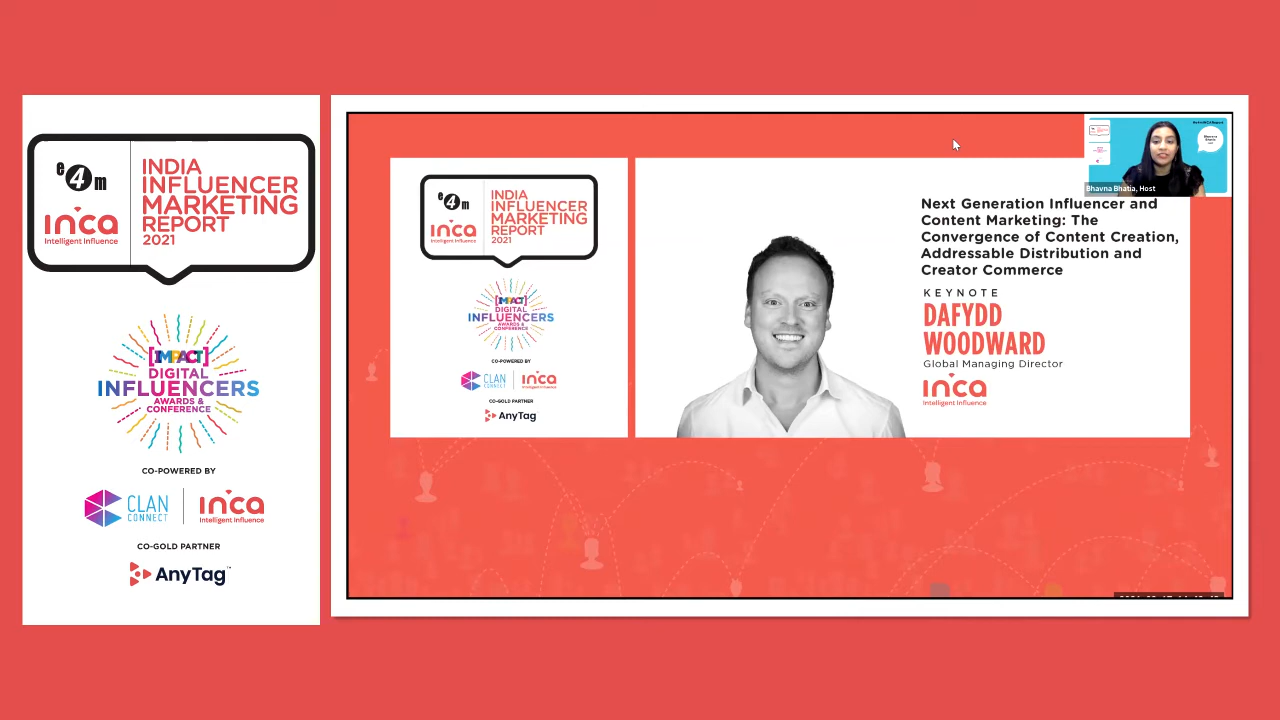 e4m
INCA
Intelligent Influence
INDIA
INFLUENCER
MARKETING
REPORT
2021
[IMPACT]
DIGITAL
INFLUENCERS
AWARDS &
CONFERENCE
CO-POWERED BY
CLAN
CONNECT
INCA
Intelligent Influence
CO-GOLD PARTNER
AnyTag™
e4m
INCA
Intelligent Influence
INDIA
INFLUENCER
MARKETING
REPORT
2021
[IMPACT]
DIGITAL
INFLUENCERS
AWARDS &
CONFERENCE
CO-POWERED BY
CLAN
CONNECT
INCA
Intelligent Influence
CO-GOLD PARTNER
AnyTag
Bhavna Bhatia, Host
Next Generation Influencer and
Content Marketing: The
Convergence of Content Creation,
Addressable Distribution and
Creator Commerce
KEYNOTE
DAFYDD
WOODWARD
Global Managing Director
INCA
Intelligent Influence